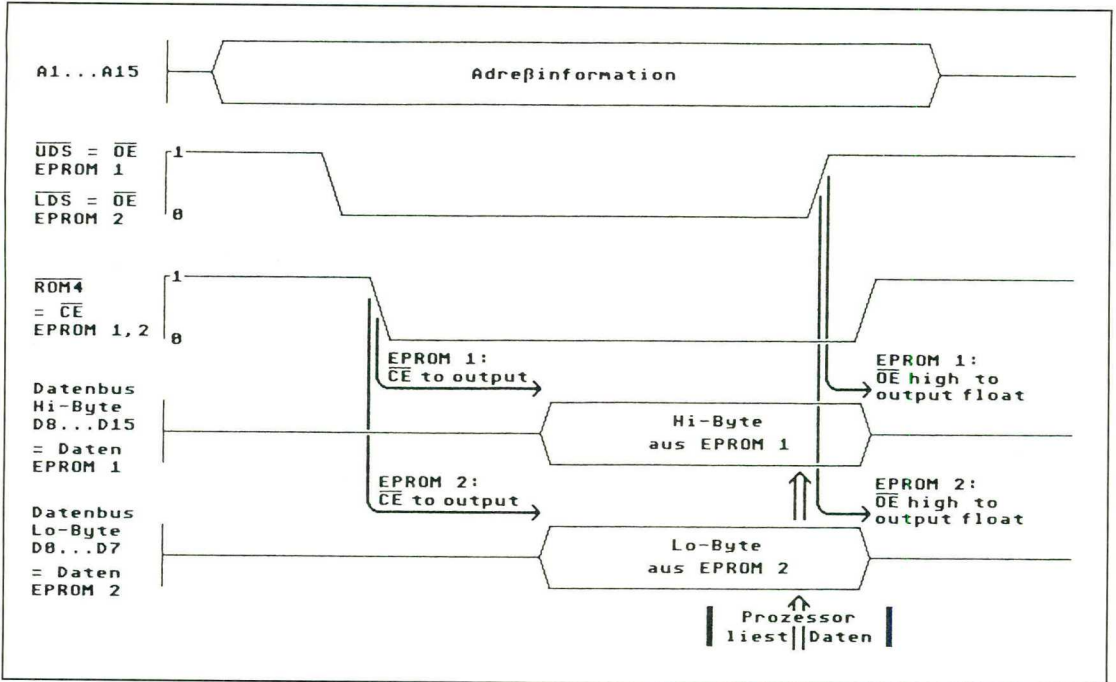 A1...A15
Adreßinformation
UDS = OE
EPROM 1
LDS = OE
EPROM 2
1
0
ROM4
= CE
EPROM 1,2
1
0
EPROM 1:
CE to output
EPROM 1:
OE high to
output float
Datenbus
Hi-Byte
D8...D15
= Daten
EPROM 1
Hi-Byte
aus EPROM 1
EPROM 2:
CE to output
EPROM 2:
OE high to
output float
Datenbus
Lo-Byte
D0...D7
= Daten
EPROM 2
Lo-Byte
aus EPROM 2
Prozessor
liest Daten